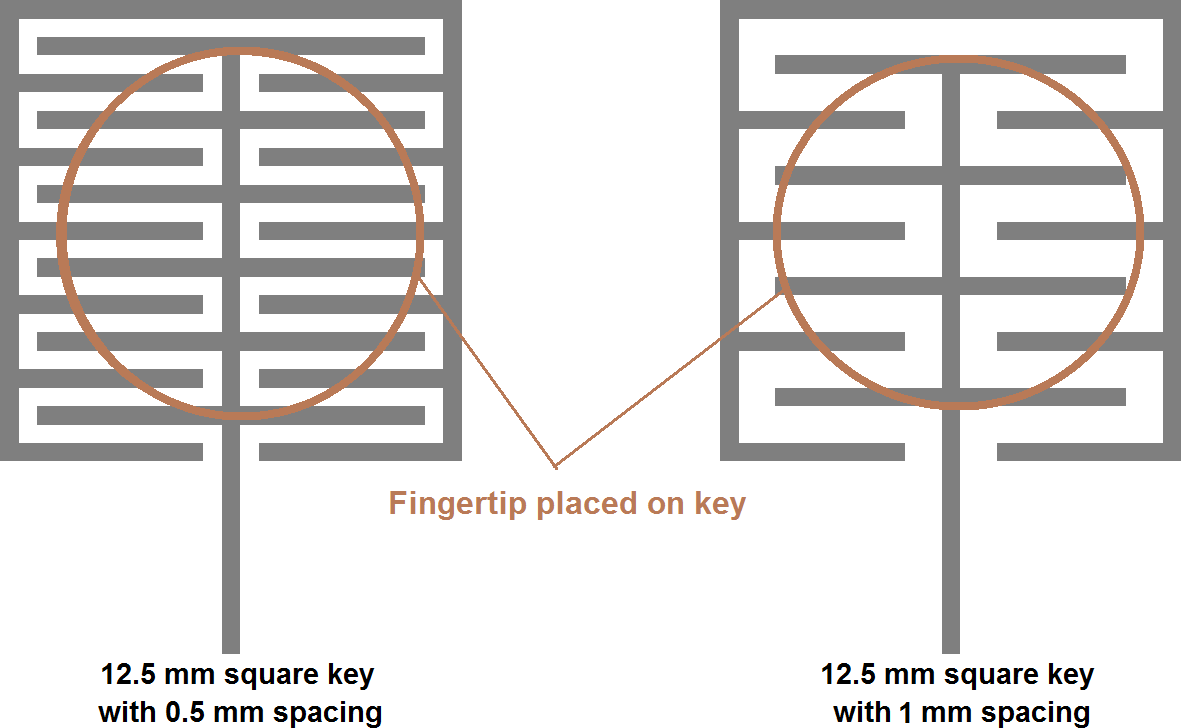 Fingertip placed on key
12.5 mm square key
with 0.5 mm spacing
12.5 mm square key
with 1 mm spacing